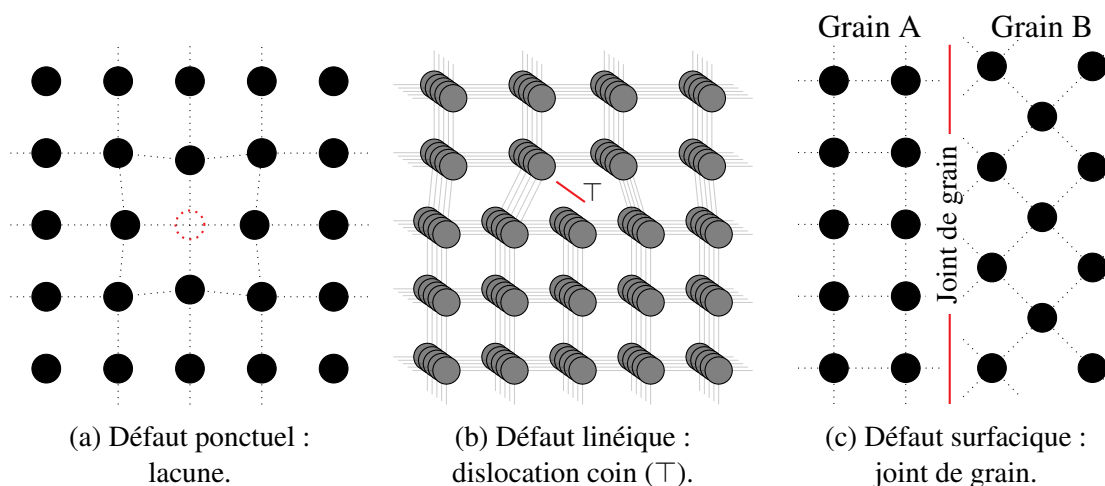 Grain A
Grain B
Joint de grain
⊤
(a) Défaut ponctuel :
lacune.
(b) Défaut linéique :
dislocation coin (⊤).
(c) Défaut surfacique :
joint de grain.